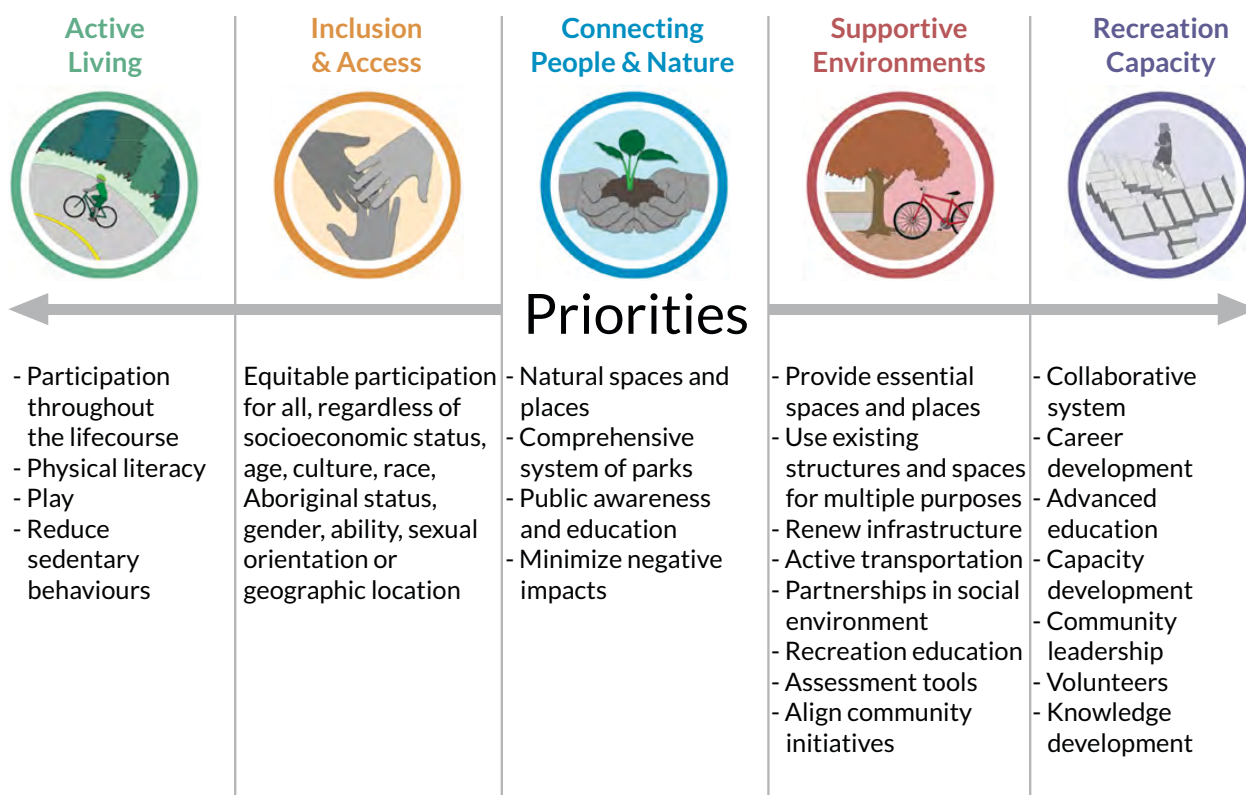 Active
Living
Inclusion
& Access
Connecting
People & Nature
Supportive
Environments
Recreation
Capacity
Priorities
- Participation
throughout
the lifecourse
- Physical literacy
- Play
- Reduce
sedentary
behaviours
Equitable participation
for all, regardless of
socioeconomic status,
age, culture, race,
Aboriginal status,
gender, ability, sexual
orientation or
geographic location
- Natural spaces and
places
- Comprehensive
system of parks
- Public awareness
and education
- Minimize negative
impacts
- Provide essential
spaces and places
- Use existing
structures and spaces
for multiple purposes
- Renew infrastructure
- Active transportation
- Partnerships in social
environment
- Recreation education
- Assessment tools
- Align community
initiatives
- Collaborative
system
- Career
development
- Advanced
education
- Capacity
development
- Community
leadership
- Volunteers
- Knowledge
development